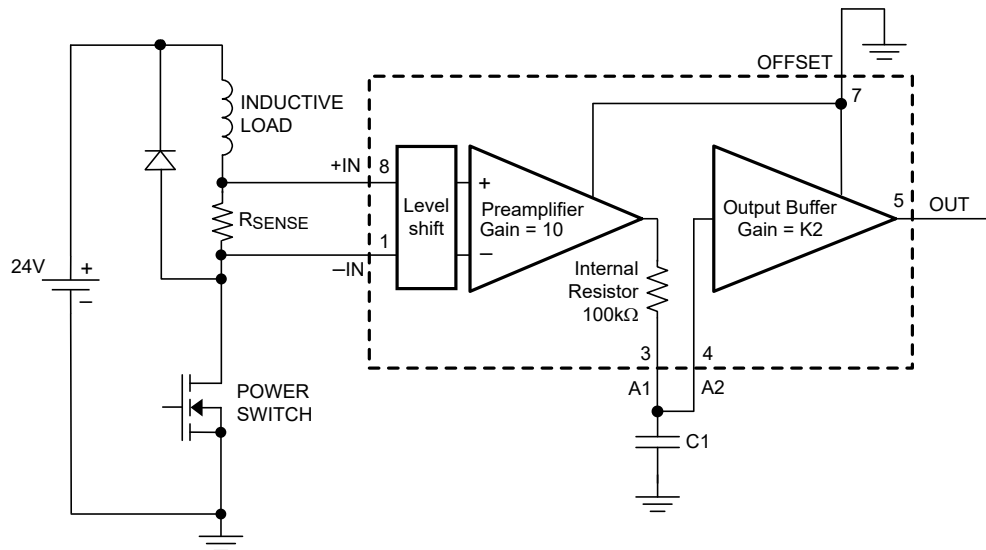 OFFSET
7
INDUCTIVE
LOAD
+IN
8
RSENSE
1
–IN
Level
shift
+
Preamplifier
Gain = 10
–
Output Buffer
Gain = K2
5
OUT
24V
+
–
Internal
Resistor
100kΩ
3
4
A1
A2
POWER
SWITCH
C1